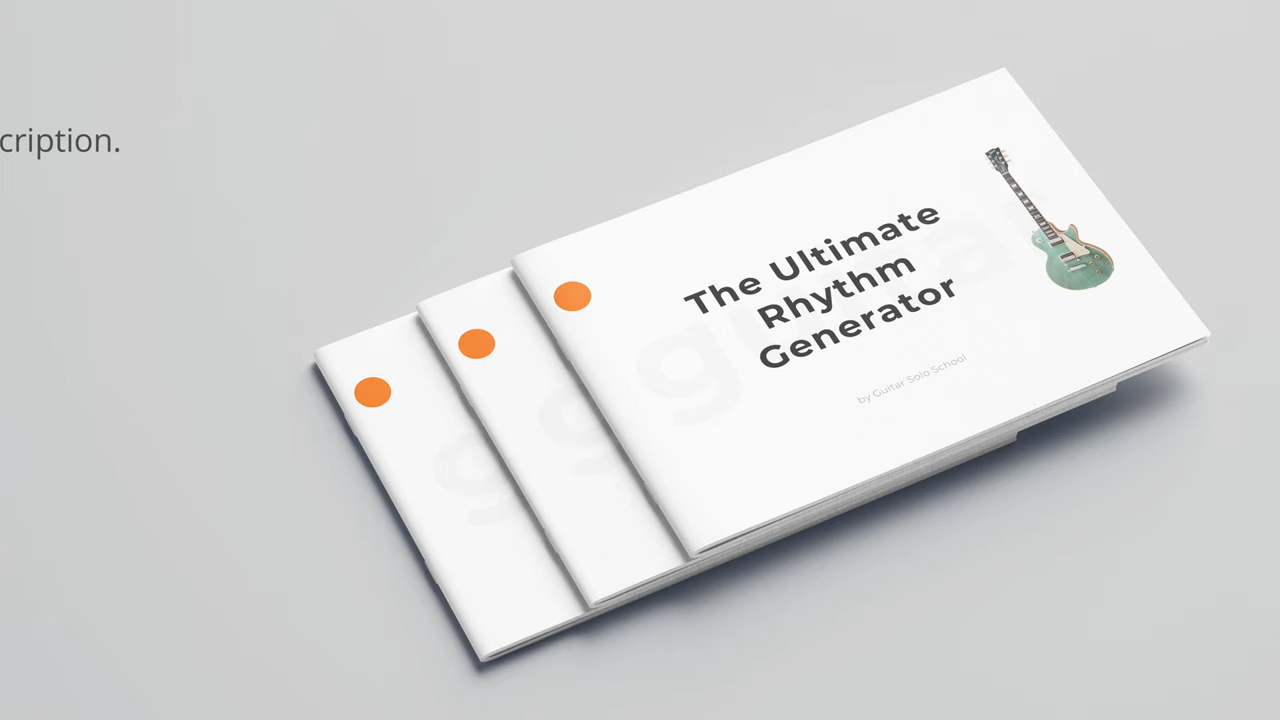 cription.
The Ultimate
Rhythm
Generator
by Guitar Solo School